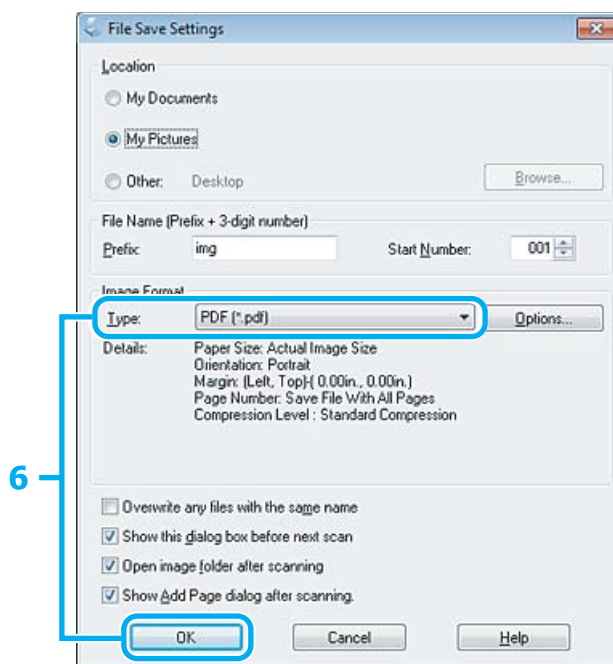 File Save Settings
Location
My Documents
My Pictures
Other: Desktop Browse...
File Name (Prefix + 3-digit number)
Prefix: img Start Number: 001
Image Format
Type: PDF (*.pdf) Options...
Details: Paper Size: Actual Image Size
Orientation: Portrait
Margin: (Left, Top)-( 0.00in., 0.00in.)
Page Number: Save File With All Pages
Compression Level : Standard Compression
6
Overwrite any files with the same name
Show this dialog box before next scan
Open image folder after scanning
Show Add Page dialog after scanning.
OK Cancel Help